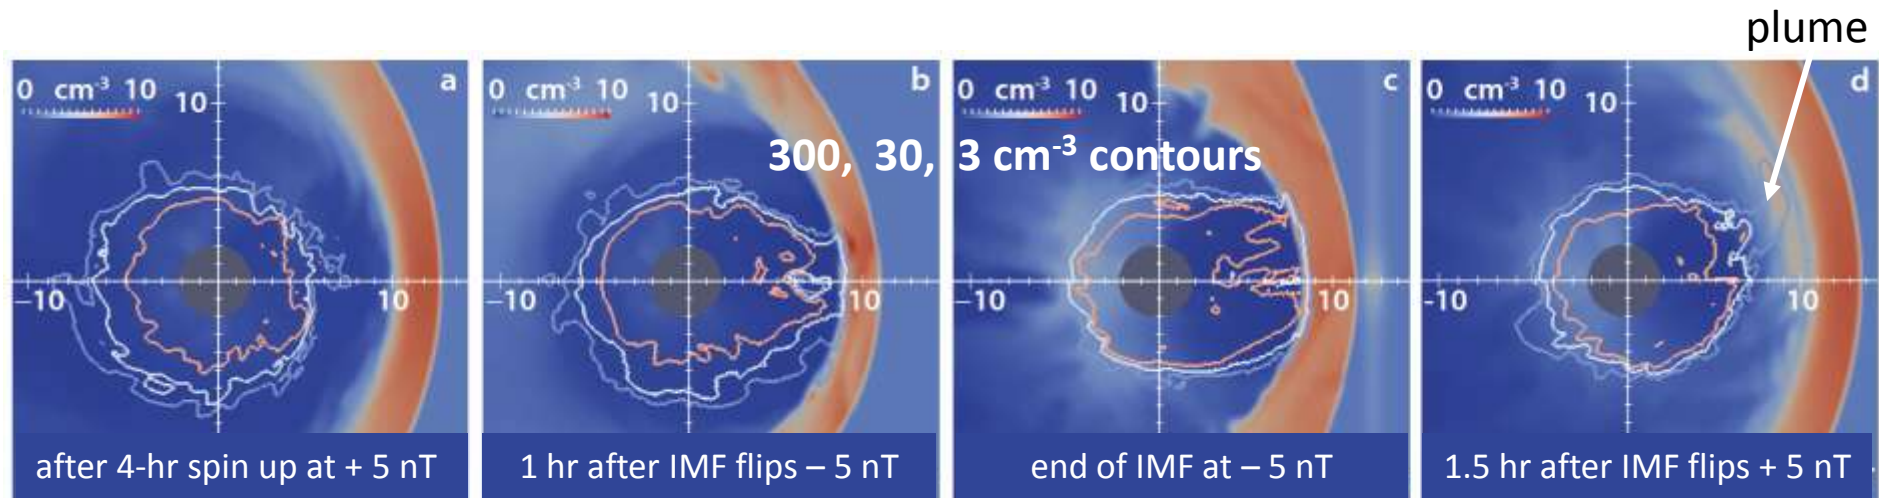 plume
0 cm⁻³ 10 10 a
0 cm⁻³ 10 10 b
0 cm⁻³ 10 10 c
0 cm⁻³ 10 10 d
300, 30, 3 cm⁻³ contours
−10 10
−10 10
−10 10
-10 10
after 4-hr spin up at + 5 nT
1 hr after IMF flips – 5 nT
end of IMF at – 5 nT
1.5 hr after IMF flips + 5 nT